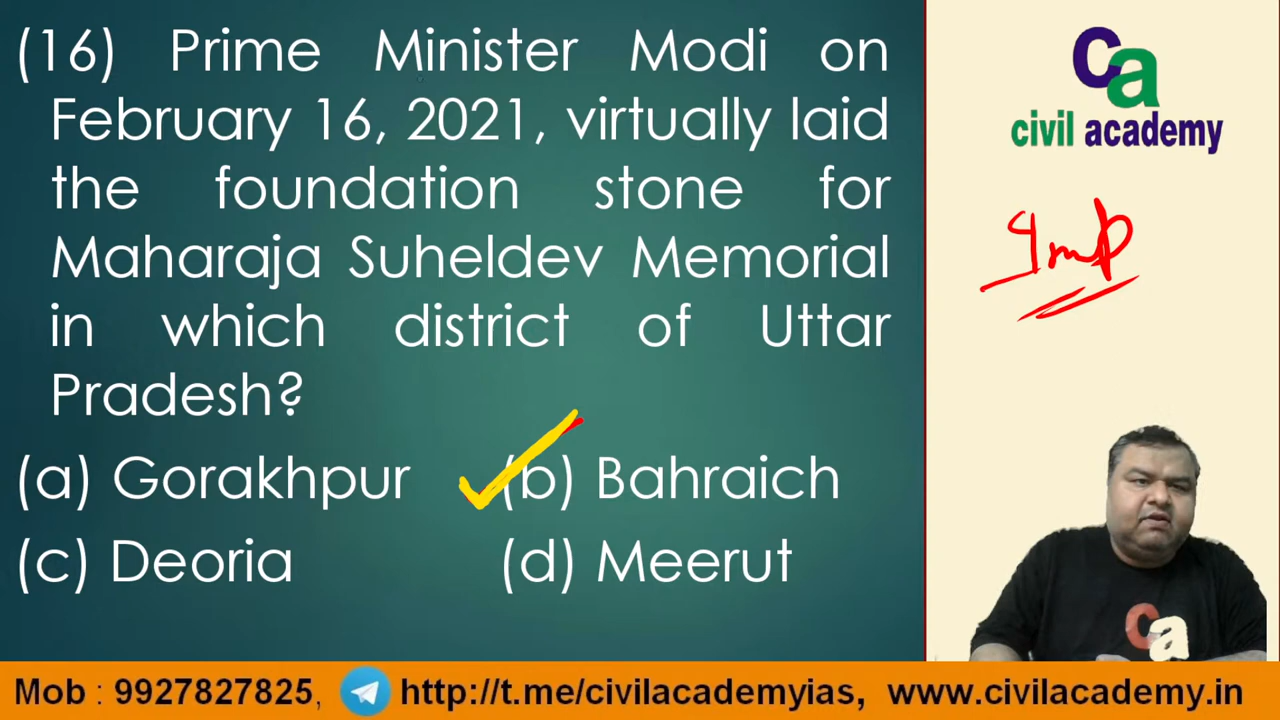 (16) Prime Minister Modi on
February 16, 2021, virtually laid
the foundation stone for
Maharaja Suheldev Memorial
in which district of Uttar
Pradesh?
(a) Gorakhpur (b) Bahraich
(c) Deoria (d) Meerut
ca
civil academy
Imp
ca
Mob : 9927827825, http://t.me/civilacademyias, www.civilacademy.in